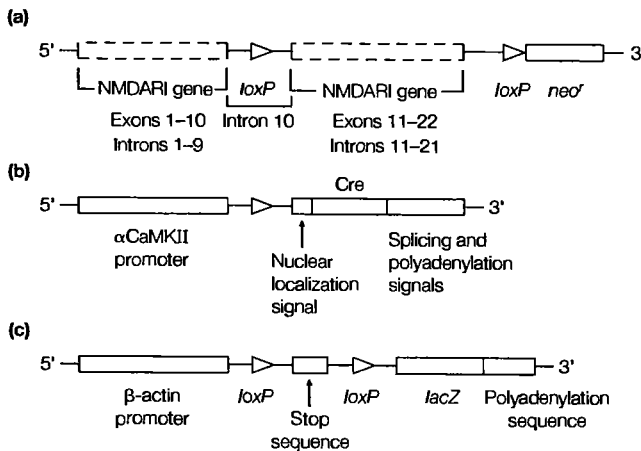 (a)
5' 3
NMDARI gene loxP NMDARI gene loxP neoʳ
Exons 1–10 Intron 10 Exons 11–22
Introns 1–9 Introns 11–21
(b)
Cre
5' 3'
αCaMKII
promoter
Nuclear
localization
signal
Splicing and
polyadenylation
signals
(c)
5' 3'
β-actin
promoter
loxP
Stop
sequence
loxP
lacZ
Polyadenylation
sequence